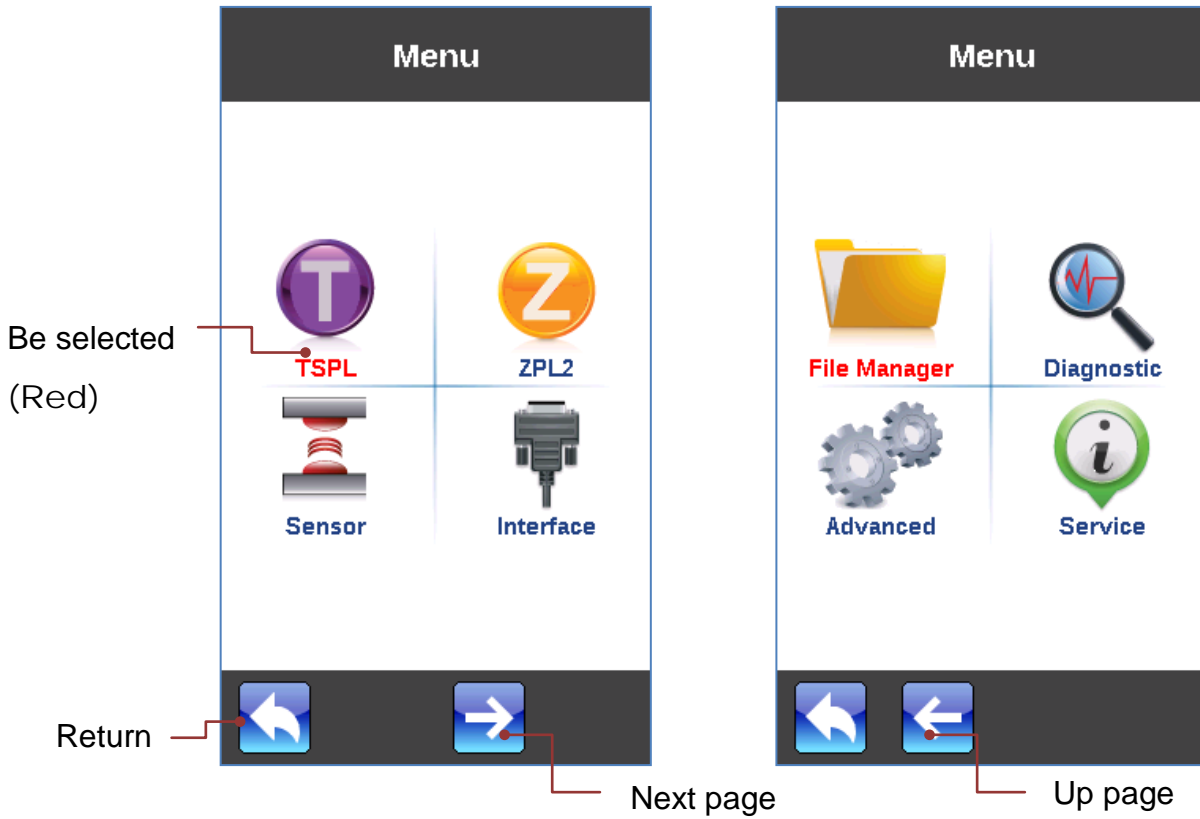 Menu
Menu
T
Z
Be selected
(Red)
TSPL
ZPL2
File Manager
Diagnostic
i
Sensor
Interface
Advanced
Service
Return
Next page
Up page